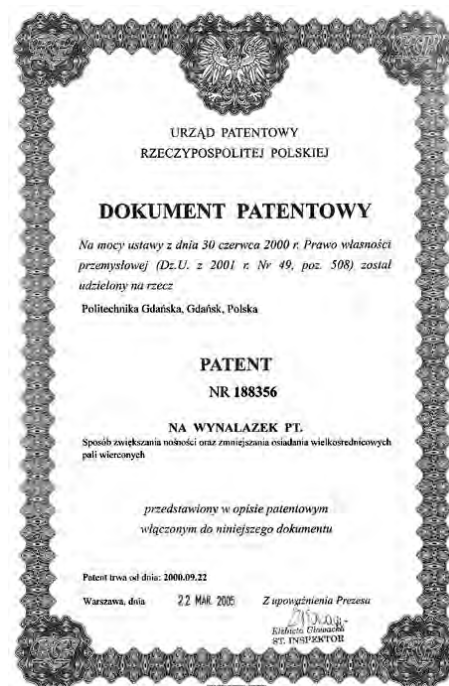 URZĄD PATENTOWY
RZECZYPOSPOLITEJ POLSKIEJ
DOKUMENT PATENTOWY
Na mocy ustawy z dnia 30 czerwca 2000 r. Prawo własności
przemysłowej (Dz.U. z 2001 r. Nr 49, poz. 508) został
udzielony na rzecz
Politechnika Gdańska, Gdańsk, Polska
PATENT
NR 188356
NA WYNALAZEK PT.
Sposób zwiększania nośności oraz zmniejszania osiadania wielkośrednicowych
pali wierconych
przedstawiony w opisie patentowym
włączonym do niniejszego dokumentu
Patent trwa od dnia: 2000.09.22
Warszawa, dnia 22 MAR. 2005 Z upoważnienia Prezesa
Elżbieta
ST. INSPEKTOR